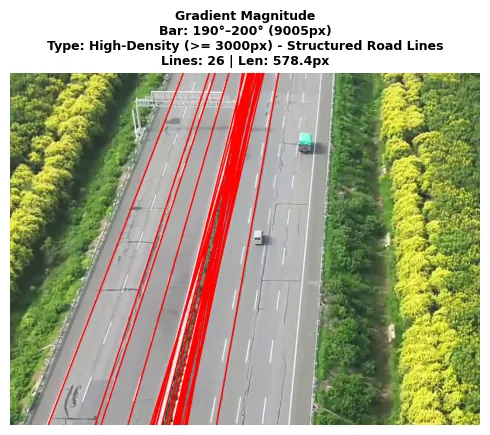 Gradient Magnitude
Bar: 190°–200° (9005px)
Type: High-Density (>= 3000px) - Structured Road Lines
Lines: 26 | Len: 578.4px